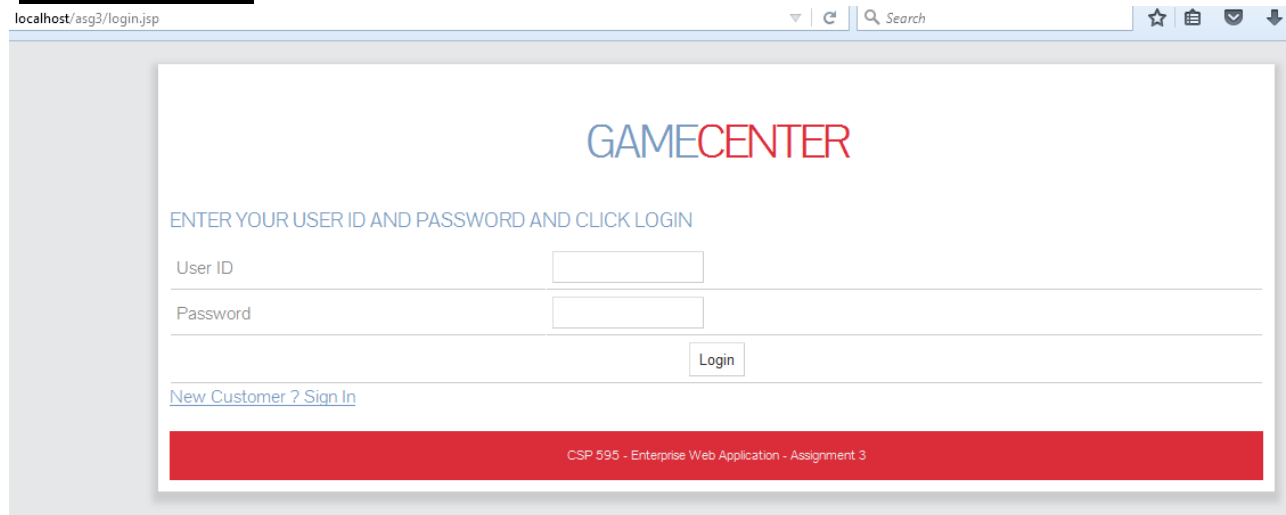 localhost/asg3/login.jsp
Search
GAMECENTER
ENTER YOUR USER ID AND PASSWORD AND CLICK LOGIN
User ID
Password
Login
New Customer ? Sign In
CSP 595 - Enterprise Web Application - Assignment 3